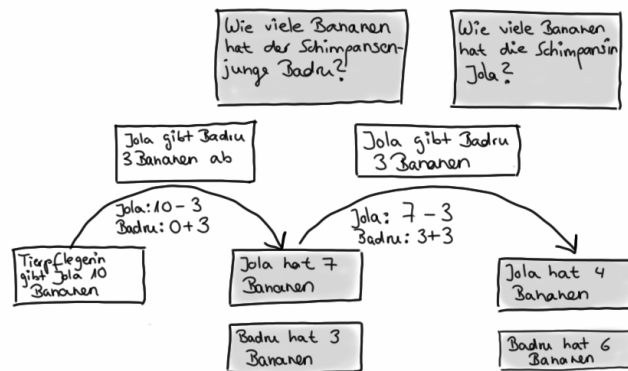 Wie viele Bananen
hat der Schimpansen-
junge Badru?
Wie viele Bananen
hat die Schimpansin
Jola?
Jola gibt Badru
3 Bananen ab
Jola gibt Badru
3 Bananen
Jola: 10 - 3
Badru: 0 + 3
Jola: 7 - 3
Badru: 3 + 3
Tierpflegerin
gibt Jola 10
Bananen
Jola hat 7
Bananen
Jola hat 4
Bananen
Badru hat 3
Bananen
Badru hat 6
Bananen